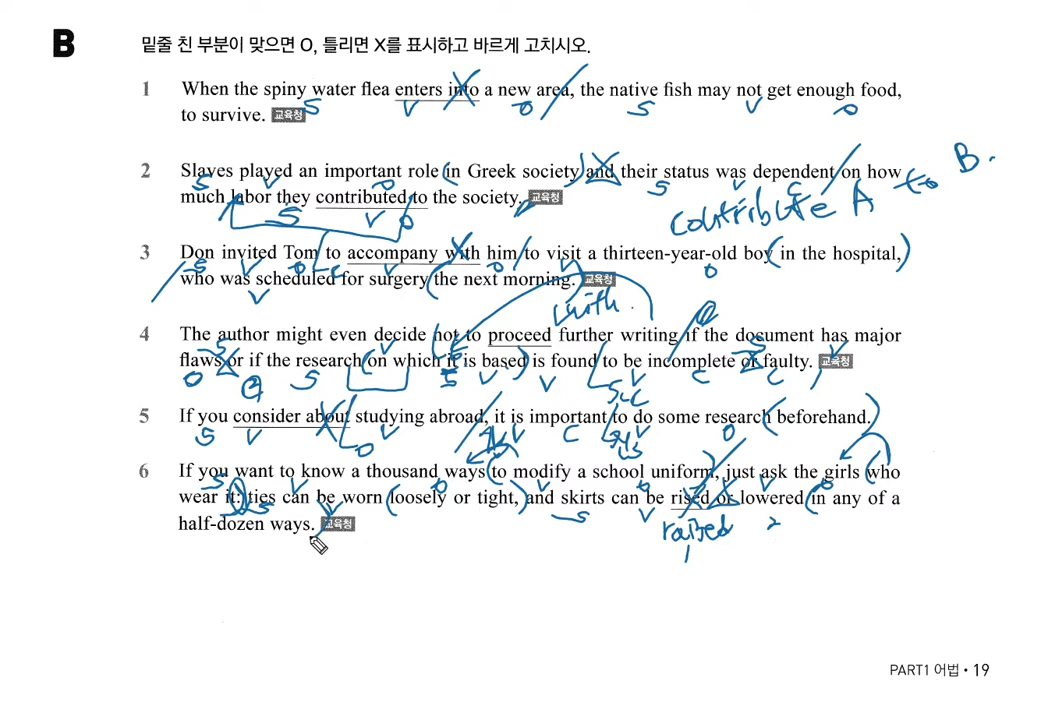 B 밑줄 친 부분이 맞으면 O, 틀리면 X를 표시하고 바르게 고치시오.
1 When the spiny water flea enters into a new area, the native fish may not get enough food,
to survive. 교육청
S V O S V O
2 Slaves played an important role in Greek society and their status was dependent on how
B.
S V O S V C
much labor they contributed to the society. 교육청
contribute A to
S V
3 Don invited Tom to accompany with him to visit a thirteen-year-old boy in the hospital,
S V O C V O V O
who was scheduled for surgery the next morning. 교육청
V
with.
4 The author might even decide not to proceed further writing if the document has major
S V S V
flaws or if the research on which it is based is found to be incomplete or faulty. 교육청
O S S V V S.C V C C
5 If you consider about studying abroad, it is important to do some research beforehand.
S V O V V C V O
6 If you want to know a thousand ways to modify a school uniform, just ask the girls who
S V O V O
wear it: ties can be worn loosely or tight, and skirts can be rised or lowered in any of a
S V S V
half-dozen ways. 교육청
raised
1 2
PART1 어법 • 19